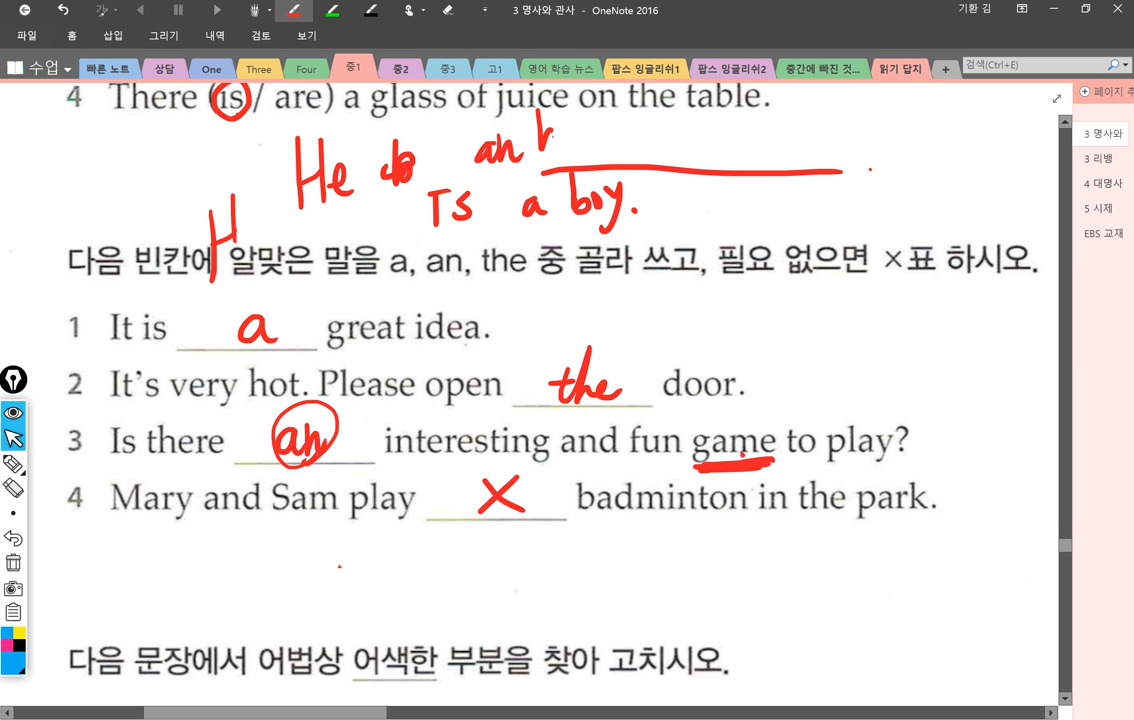 3 명사와 관사 - OneNote 2016
기환 김
파일 홈 삽입 그리기 내역 검토 보기
수업 빠른 노트 상담 One Three Four 중1 중2 중3 고1 영어 학습 뉴스 팝스 잉글리쉬1 팝스 잉글리쉬2 중간에 빠진 것... 읽기 답지 + 검색(Ctrl+E)
페이지 추
3 명사와
3 리뱅
4 대명사
5 시제
EBS 교재
4 There (is/ are) a glass of juice on the table.
He an
is a boy.
H
다음 빈칸에 알맞은 말을 a, an, the 중 골라 쓰고, 필요 없으면 ×표 하시오.
1 It is a great idea.
2 It's very hot. Please open the door.
3 Is there an interesting and fun game to play?
4 Mary and Sam play X badminton in the park.
다음 문장에서 어법상 어색한 부분을 찾아 고치시오.